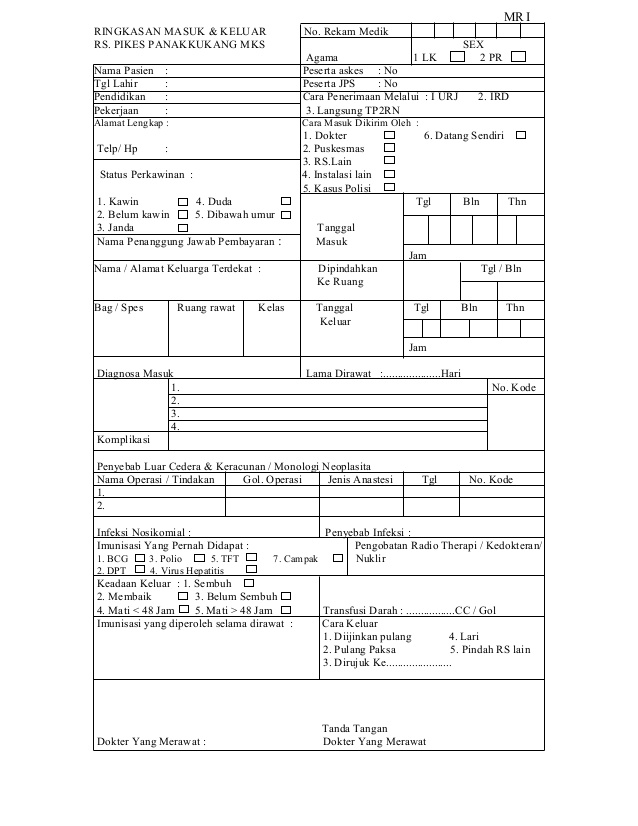 MR I
RINGKASAN MASUK & KELUAR
RS. PIKES PANAKKUKANG MKS
No. Rekam Medik
SEX
Agama 1 LK 2 PR
Nama Pasien :
Tgl Lahir :
Pendidikan :
Pekerjaan :
Peserta askes : No
Peserta JPS : No
Cara Penerimaan Melalui : I URJ 2. IRD
3. Langsung TP2RN
Alamat Lengkap :
Telp/ Hp :
Cara Masuk Dikirim Oleh :
1. Dokter 6. Datang Sendiri
2. Puskesmas
3. RS.Lain
4. Instalasi lain
5. Kasus Polisi
Status Perkawinan :
1. Kawin 4. Duda
2. Belum kawin 5. Dibawah umur
3. Janda
Tanggal
Masuk
Tgl Bln Thn
Jam
Nama Penanggung Jawab Pembayaran :
Nama / Alamat Keluarga Terdekat :
Dipindahkan
Ke Ruang
Tgl / Bln
Bag / Spes Ruang rawat Kelas
Tanggal
Keluar
Tgl Bln Thn
Jam
Diagnosa Masuk
Lama Dirawat :....................Hari
1.
2.
3.
4.
No. Kode
Komplikasi
Penyebab Luar Cedera & Keracunan / Monologi Neoplasita
Nama Operasi / Tindakan Gol. Operasi Jenis Anastesi Tgl No. Kode
1.
2.
Infeksi Nosikomial : Penyebab Infeksi :
Imunisasi Yang Pernah Didapat :
1. BCG 3. Polio 5. TFT 7. Campak
2. DPT 4. Virus Hepatitis
Pengobatan Radio Therapi / Kedokteran/
Nuklir
Keadaan Keluar : 1. Sembuh
2. Membaik 3. Belum Sembuh
4. Mati < 48 Jam 5. Mati > 48 Jam
Transfusi Darah : .................CC / Gol
Imunisasi yang diperoleh selama dirawat :
Cara Keluar
1. Diijinkan pulang 4. Lari
2. Pulang Paksa 5. Pindah RS lain
3. Dirujuk Ke.......................
Tanda Tangan
Dokter Yang Merawat : Dokter Yang Merawat